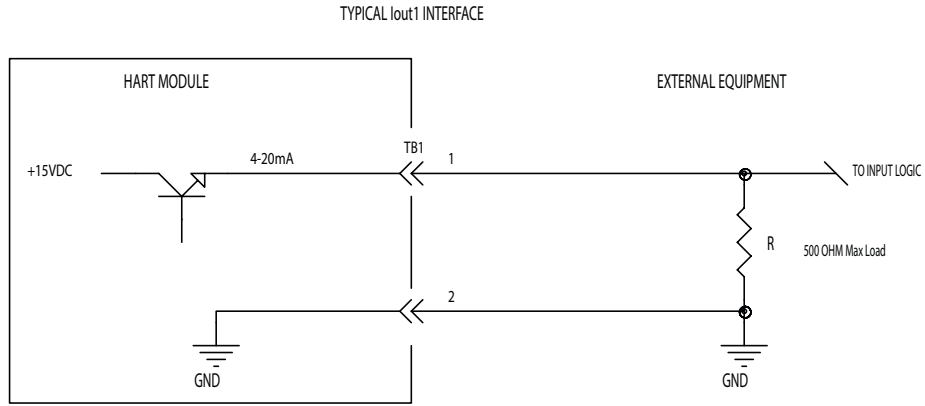 TYPICAL Iout1 INTERFACE
HART MODULE
EXTERNAL EQUIPMENT
+15VDC
4-20mA
TB1
1
TO INPUT LOGIC
R
500 OHM Max Load
2
GND
GND